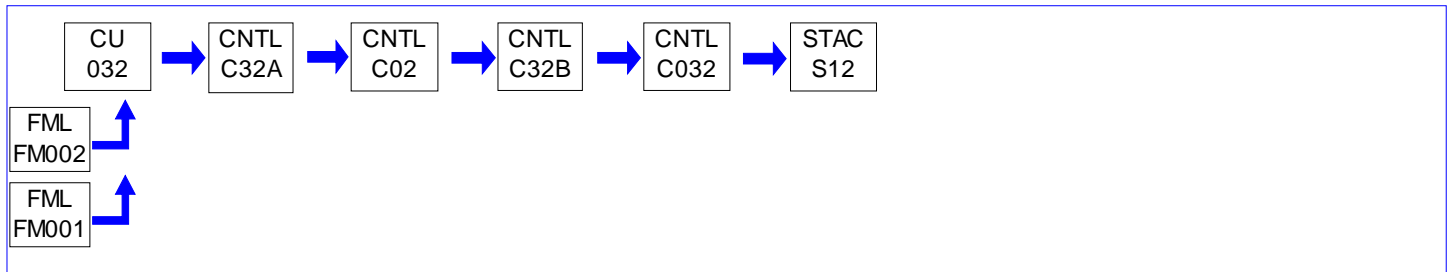 CU
032
CNTL
C32A
CNTL
C02
CNTL
C32B
CNTL
C032
STAC
S12
FML
FM002
FML
FM001